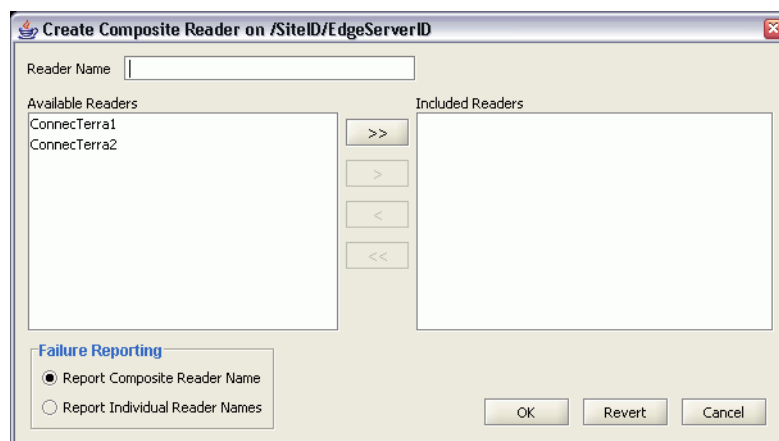 Create Composite Reader on /SiteID/EdgeServerID
Reader Name
Available Readers
Included Readers
ConnecTerra1
ConnecTerra2
>>
>
<
<<
Failure Reporting
Report Composite Reader Name
Report Individual Reader Names
OK
Revert
Cancel